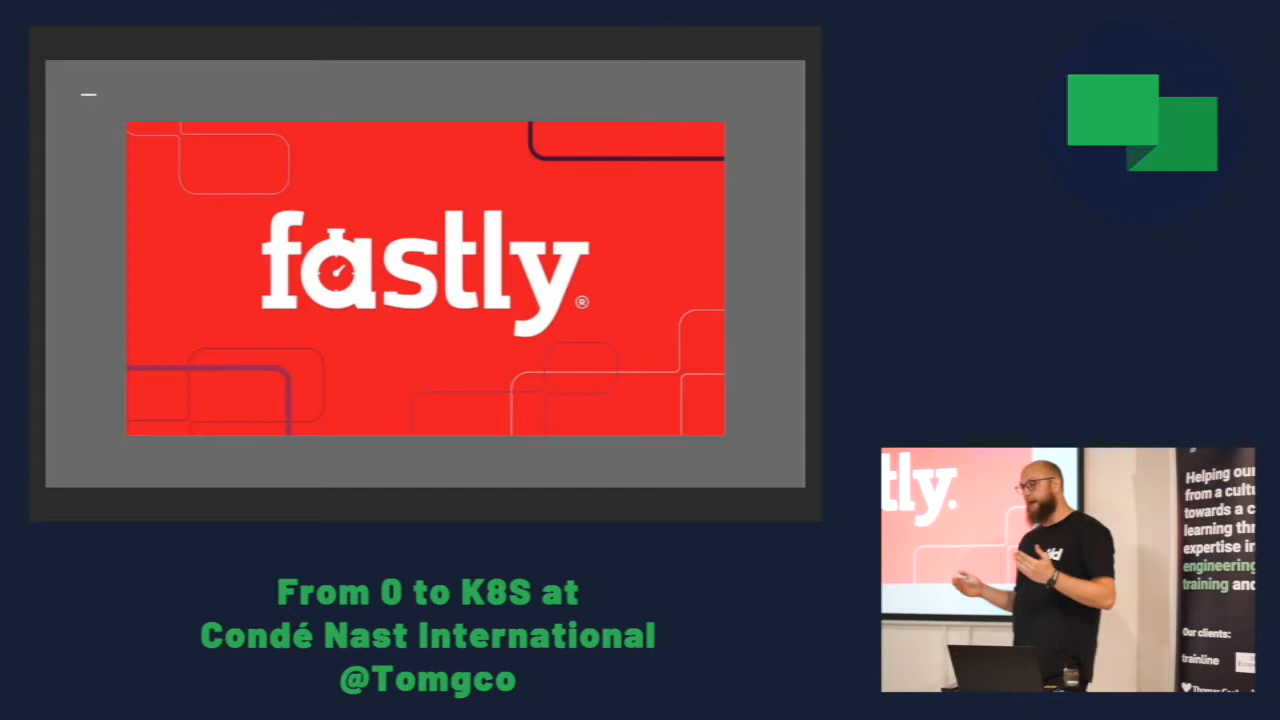 fastly®
From 0 to K8S at
Condé Nast International
@Tomgco
tly.
Helping our
from a cultu
towards a c
learning thr
expertise in
engineering
training and
Our clients:
trainline